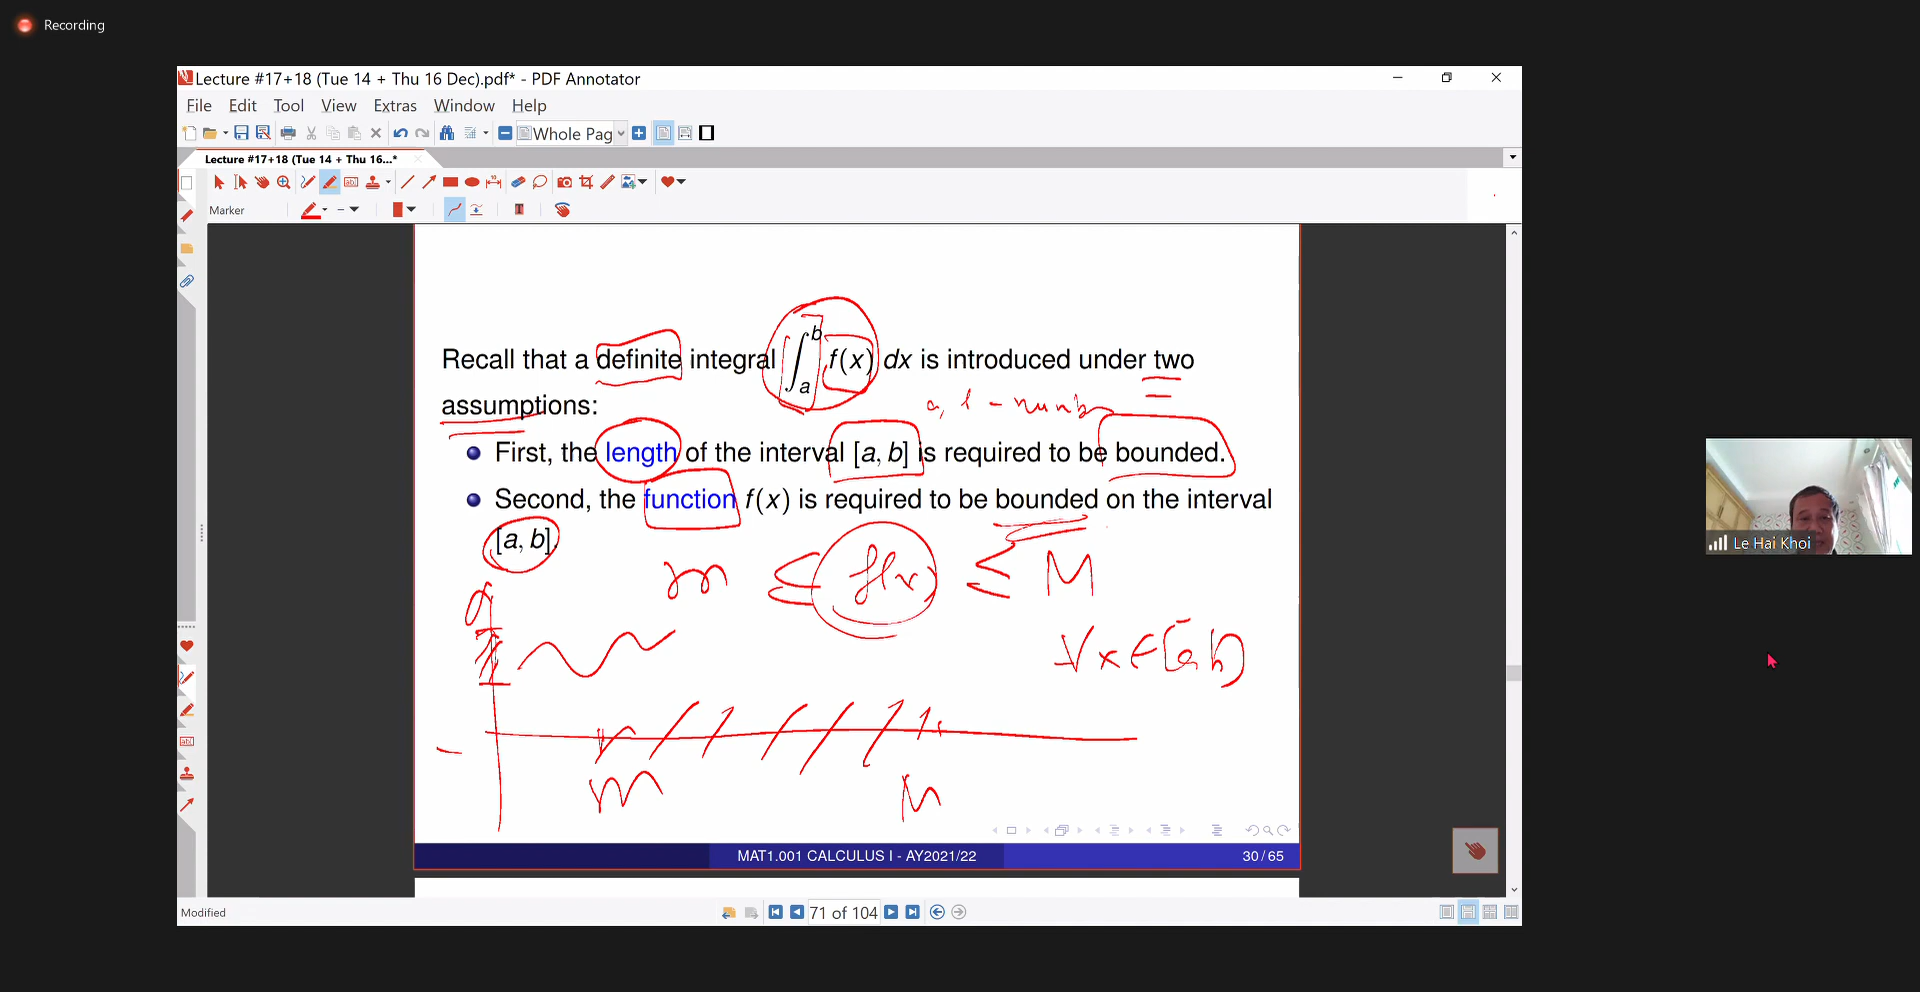 Recording
Lecture #17+18 (Tue 14 + Thu 16 Dec).pdf* - PDF Annotator
File Edit Tool View Extras Window Help
Whole Pag
Lecture #17+18 (Tue 14 + Thu 16...*
Marker
Recall that a definite integral ∫_a^b f(x) dx is introduced under two
assumptions:
a, b - numb
First, the length of the interval [a, b] is required to be bounded.
Second, the function f(x) is required to be bounded on the interval
[a, b].
m ≤ f(x) ≤ M
∀x∈[a b]
m M
MAT1.001 CALCULUS I - AY2021/22 30/65
Le Hai Khoi
Modified
71 of 104